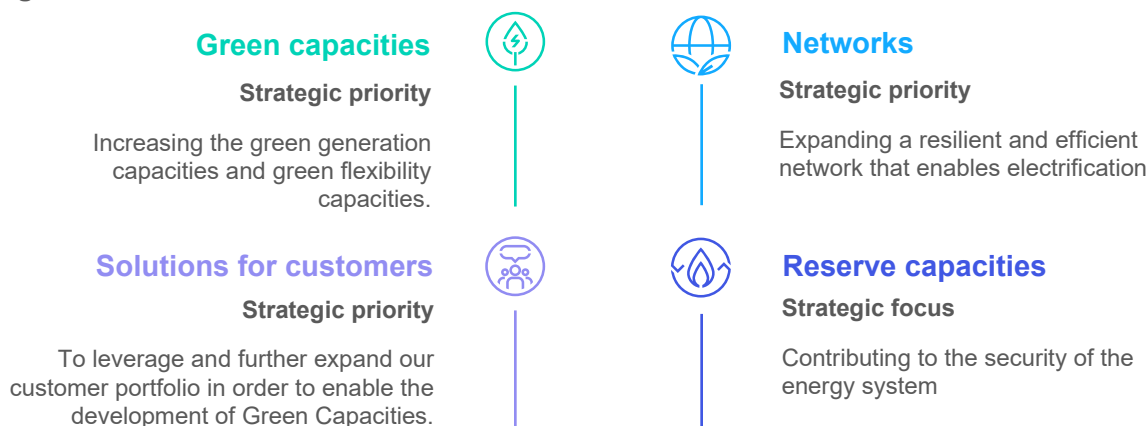 Green capacities
Strategic priority
Increasing the green generation
capacities and green flexibility
capacities.
Networks
Strategic priority
Expanding a resilient and efficient
network that enables electrification
Solutions for customers
Strategic priority
To leverage and further expand our
customer portfolio in order to enable the
development of Green Capacities.
Reserve capacities
Strategic focus
Contributing to the security of the
energy system